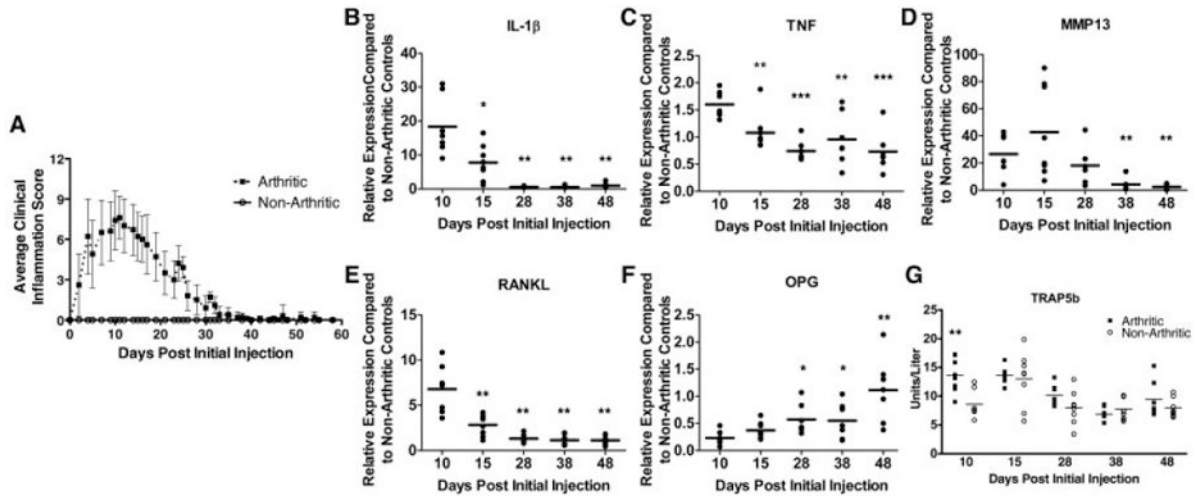 A
Average Clinical
Inflammation Score
12
9
6
3
0
0 10 20 30 40 50 60
Days Post Initial Injection
Arthritic
Non-Arthritic
B
IL-1β
Relative ExpressionCompared
to Non-Arthritic Controls
40
30
20
10
0
*
** ** **
10 15 28 38 48
Days Post Initial Injection
C
TNF
Relative Expression Compared
to Non-Arthritic Controls
2.5
2.0
1.5
1.0
0.5
0.0
** *** ** ***
10 15 28 38 48
Days Post Initial Injection
D
MMP13
Relative Expression Compared
to Non-Arthritic Controls
100
80
60
40
20
0
** **
10 15 28 38 48
Days Post Initial Injection
E
RANKL
Relative Expression Compared
to Non-Arthritic Controls
15
10
5
0
** ** ** **
10 15 28 38 48
Days Post Initial Injection
F
OPG
Relative Expression Compared
to Non-Arthritic Controls
2.5
2.0
1.5
1.0
0.5
0.0
* * **
10 15 28 38 48
Days Post Initial Injection
G
TRAP5b
Units/Liter
25
20
15
10
5
0
**
Arthritic
Non-Arthritic
10 15 28 38 48
Days Post Initial Injection